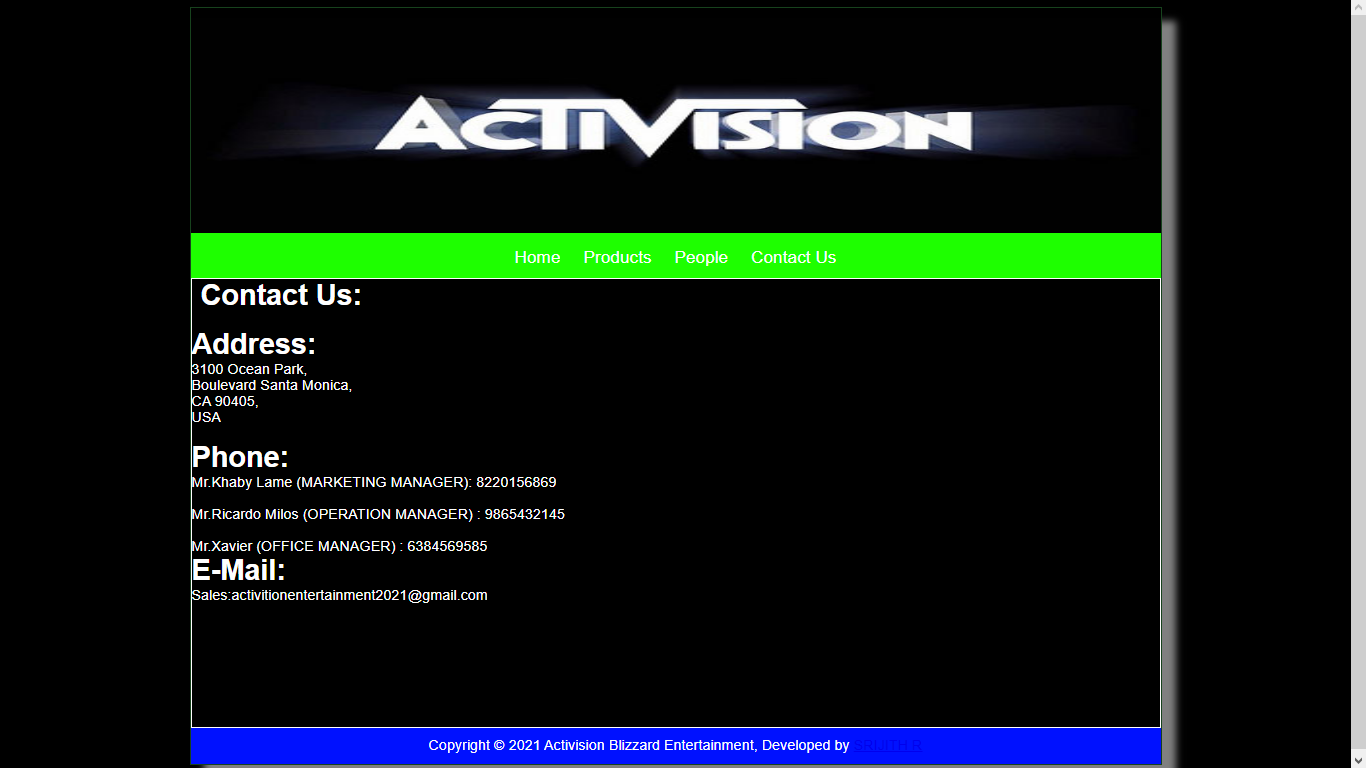 ACTIVISION
Home Products People Contact Us
Contact Us:
Address:
3100 Ocean Park,
Boulevard Santa Monica,
CA 90405,
USA
Phone:
Mr.Khaby Lame (MARKETING MANAGER): 8220156869
Mr.Ricardo Milos (OPERATION MANAGER) : 9865432145
Mr.Xavier (OFFICE MANAGER) : 6384569585
E-Mail:
Sales:activitionentertainment2021@gmail.com
Copyright © 2021 Activision Blizzard Entertainment, Developed by SRIJITH R